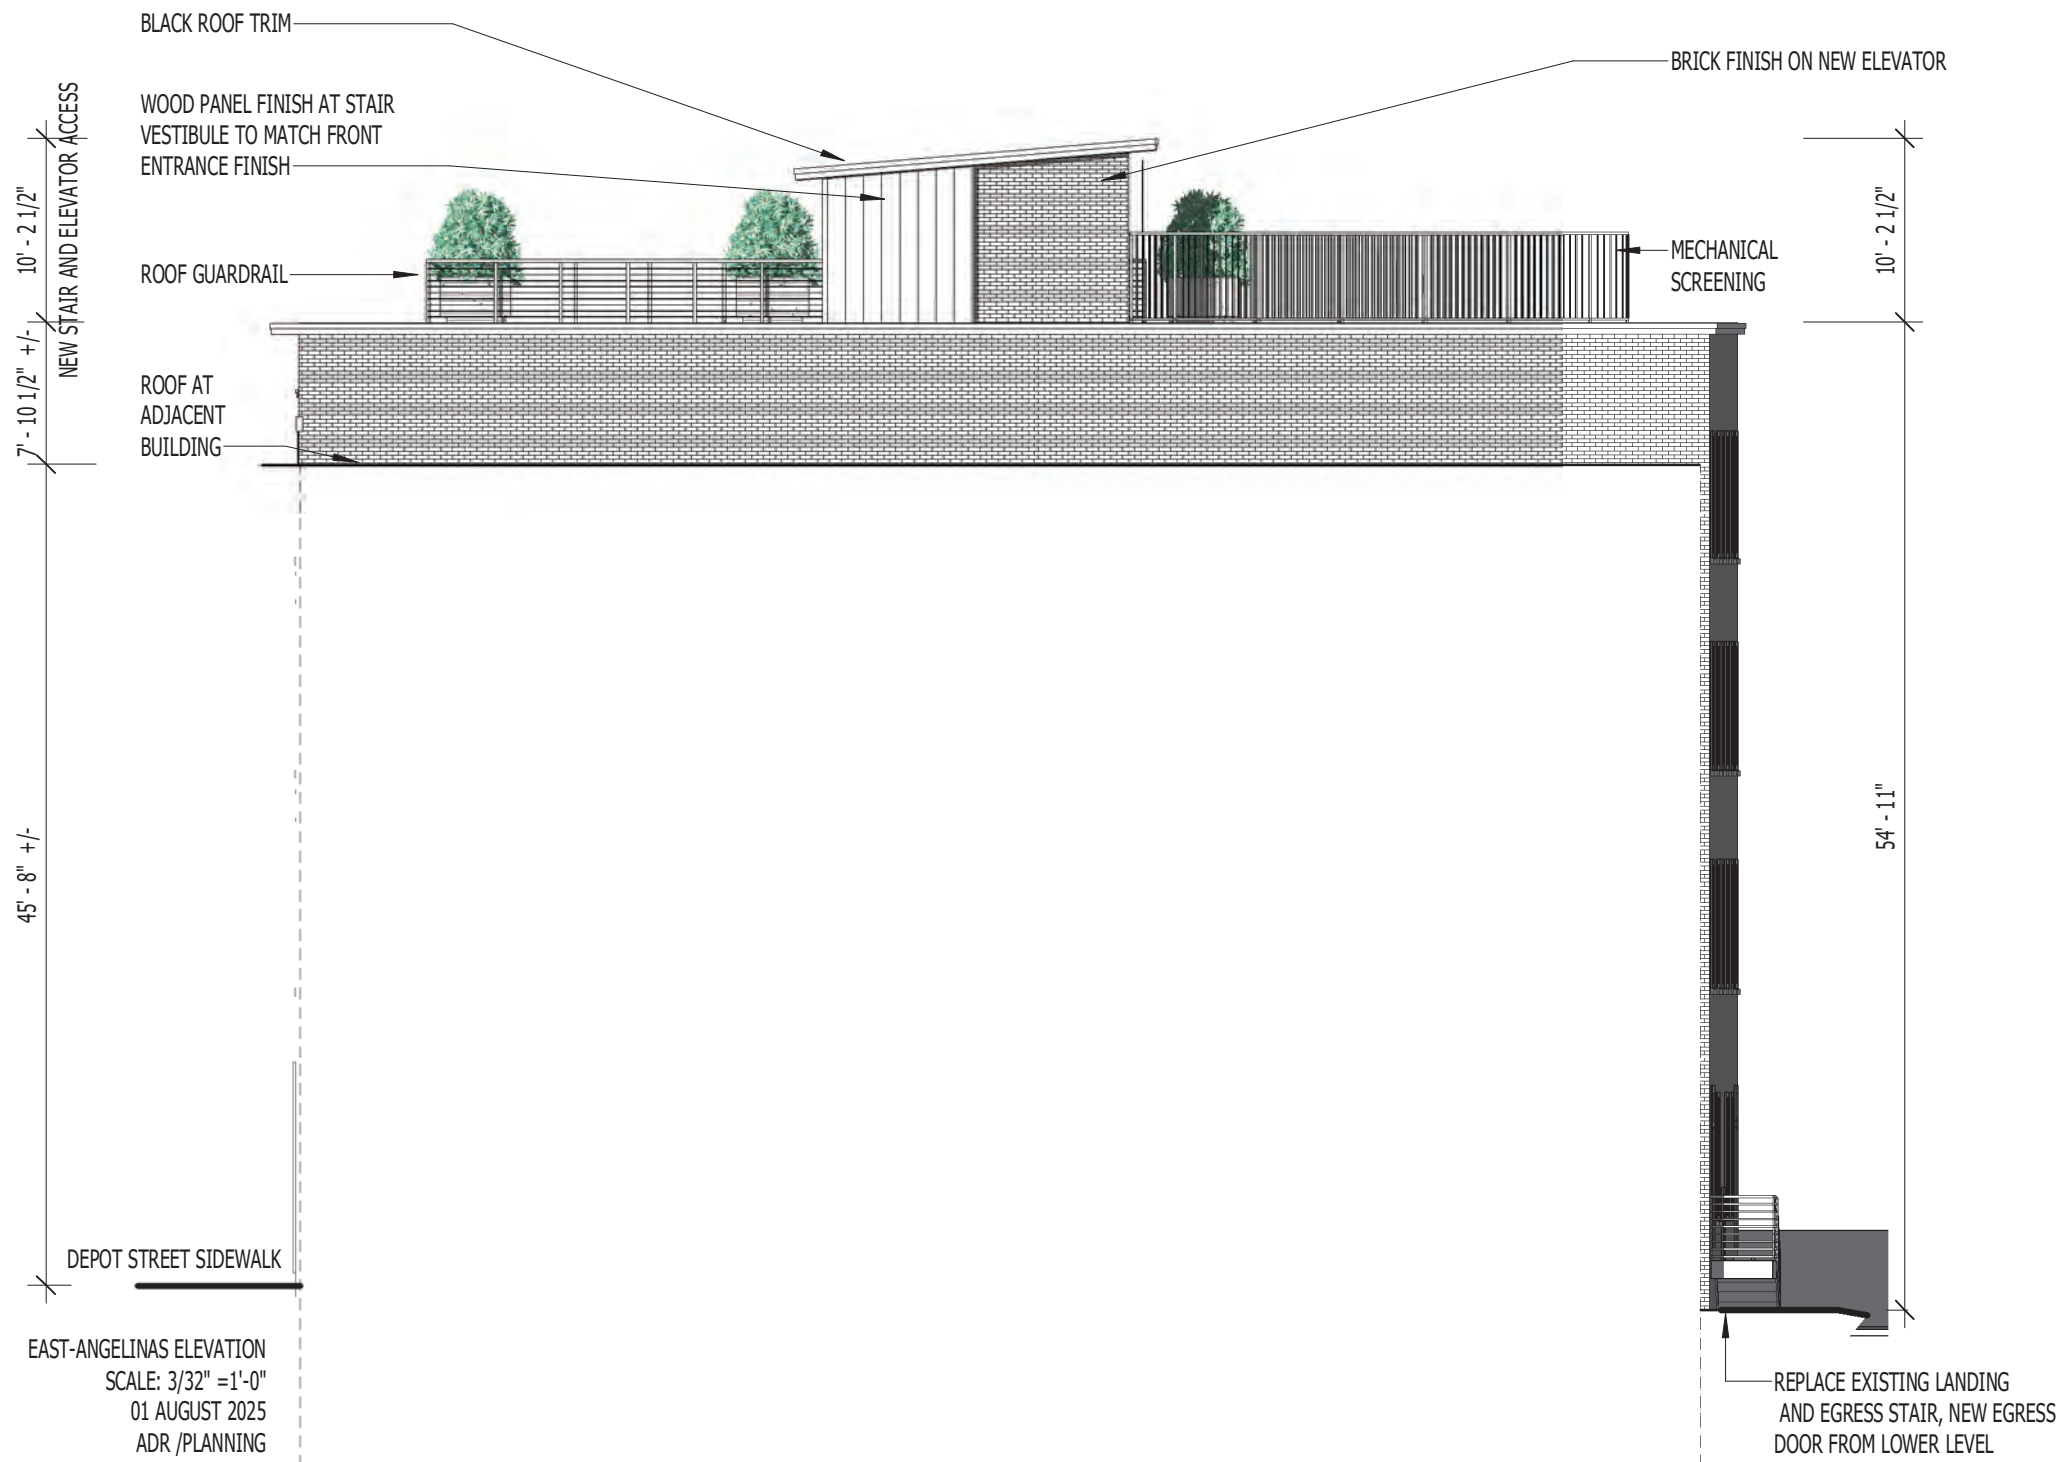 BLACK ROOF TRIM
BRICK FINISH ON NEW ELEVATOR
WOOD PANEL FINISH AT STAIR
VESTIBULE TO MATCH FRONT
ENTRANCE FINISH
NEW STAIR AND ELEVATOR ACCESS
10' - 2 1/2"
10' - 2 1/2"
ROOF GUARDRAIL
MECHANICAL
SCREENING
7' - 10 1/2" +/-
ROOF AT
ADJACENT
BUILDING
45' - 8" +/-
54' - 11"
DEPOT STREET SIDEWALK
EAST-ANGELINAS ELEVATION
SCALE: 3/32" =1'-0"
01 AUGUST 2025
ADR /PLANNING
REPLACE EXISTING LANDING
AND EGRESS STAIR, NEW EGRESS
DOOR FROM LOWER LEVEL